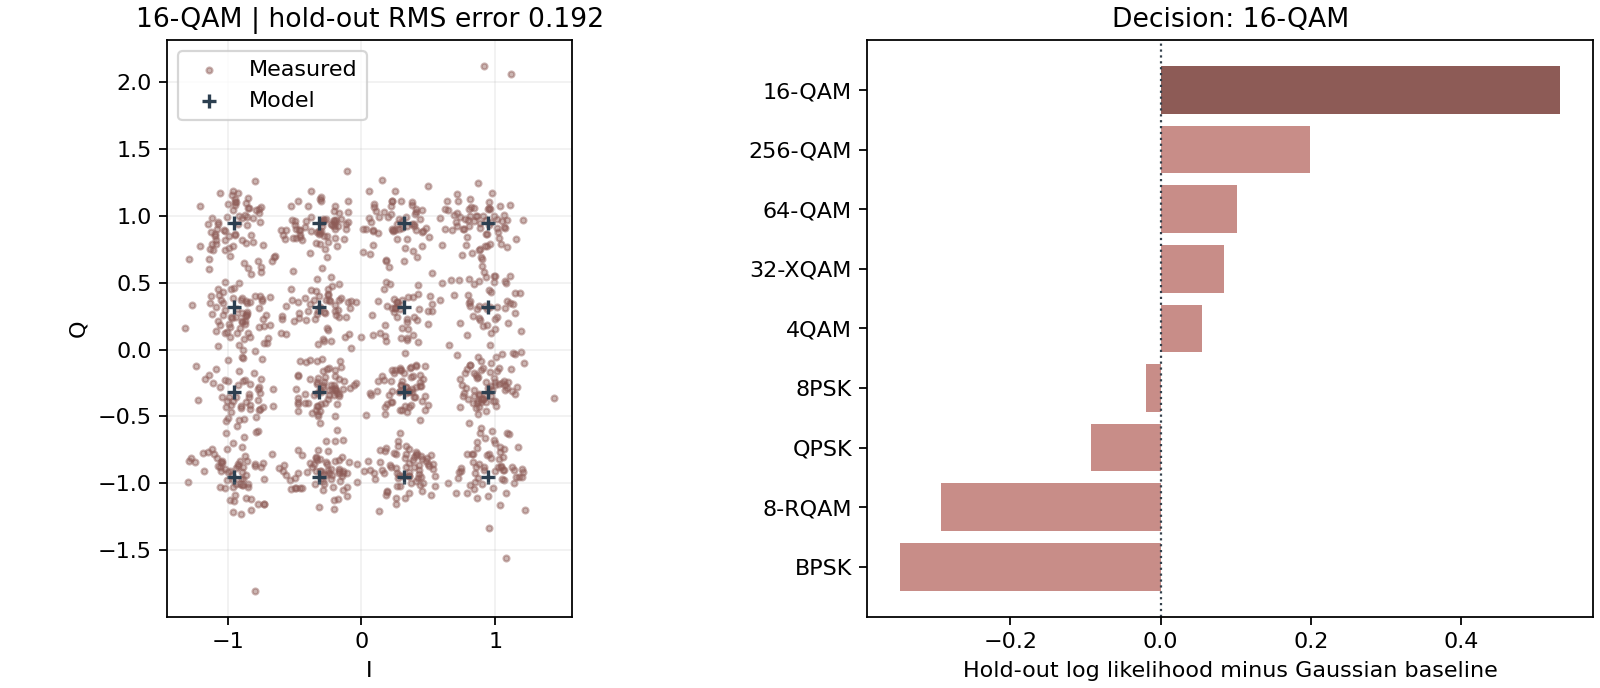 16-QAM | hold-out RMS error 0.192
Measured
Model
2.0
1.5
1.0
0.5
0.0
−0.5
−1.0
−1.5
Q
−1
0
1
I
Decision: 16-QAM
16-QAM
256-QAM
64-QAM
32-XQAM
4QAM
8PSK
QPSK
8-RQAM
BPSK
−0.2
0.0
0.2
0.4
Hold-out log likelihood minus Gaussian baseline